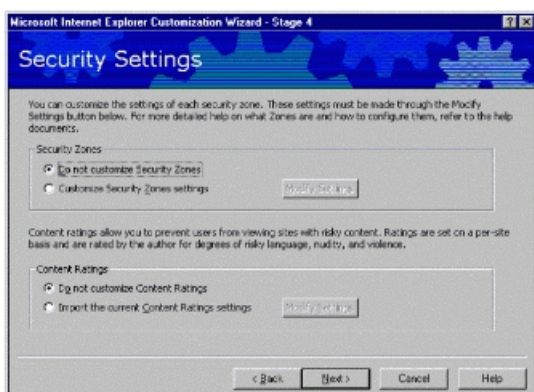 Microsoft Internet Explorer Customization Wizard - Stage 4
Security Settings
You can customize the settings of each security zone. These settings must be made through the Modify
Settings button below. For more detailed help on what Zones are and how to configure them, refer to the help
documents.
Security Zones
Do not customize Security Zones
Customize Security Zones settings
Modify Settings
Content ratings allow you to prevent users from viewing sites with risky content. Ratings are set on a per-site
basis and are rated by the author for degrees of risky language, nudity, and violence.
Content Ratings
Do not customize Content Ratings
Import the current Content Ratings settings
Modify Settings
< Back
Next >
Cancel
Help